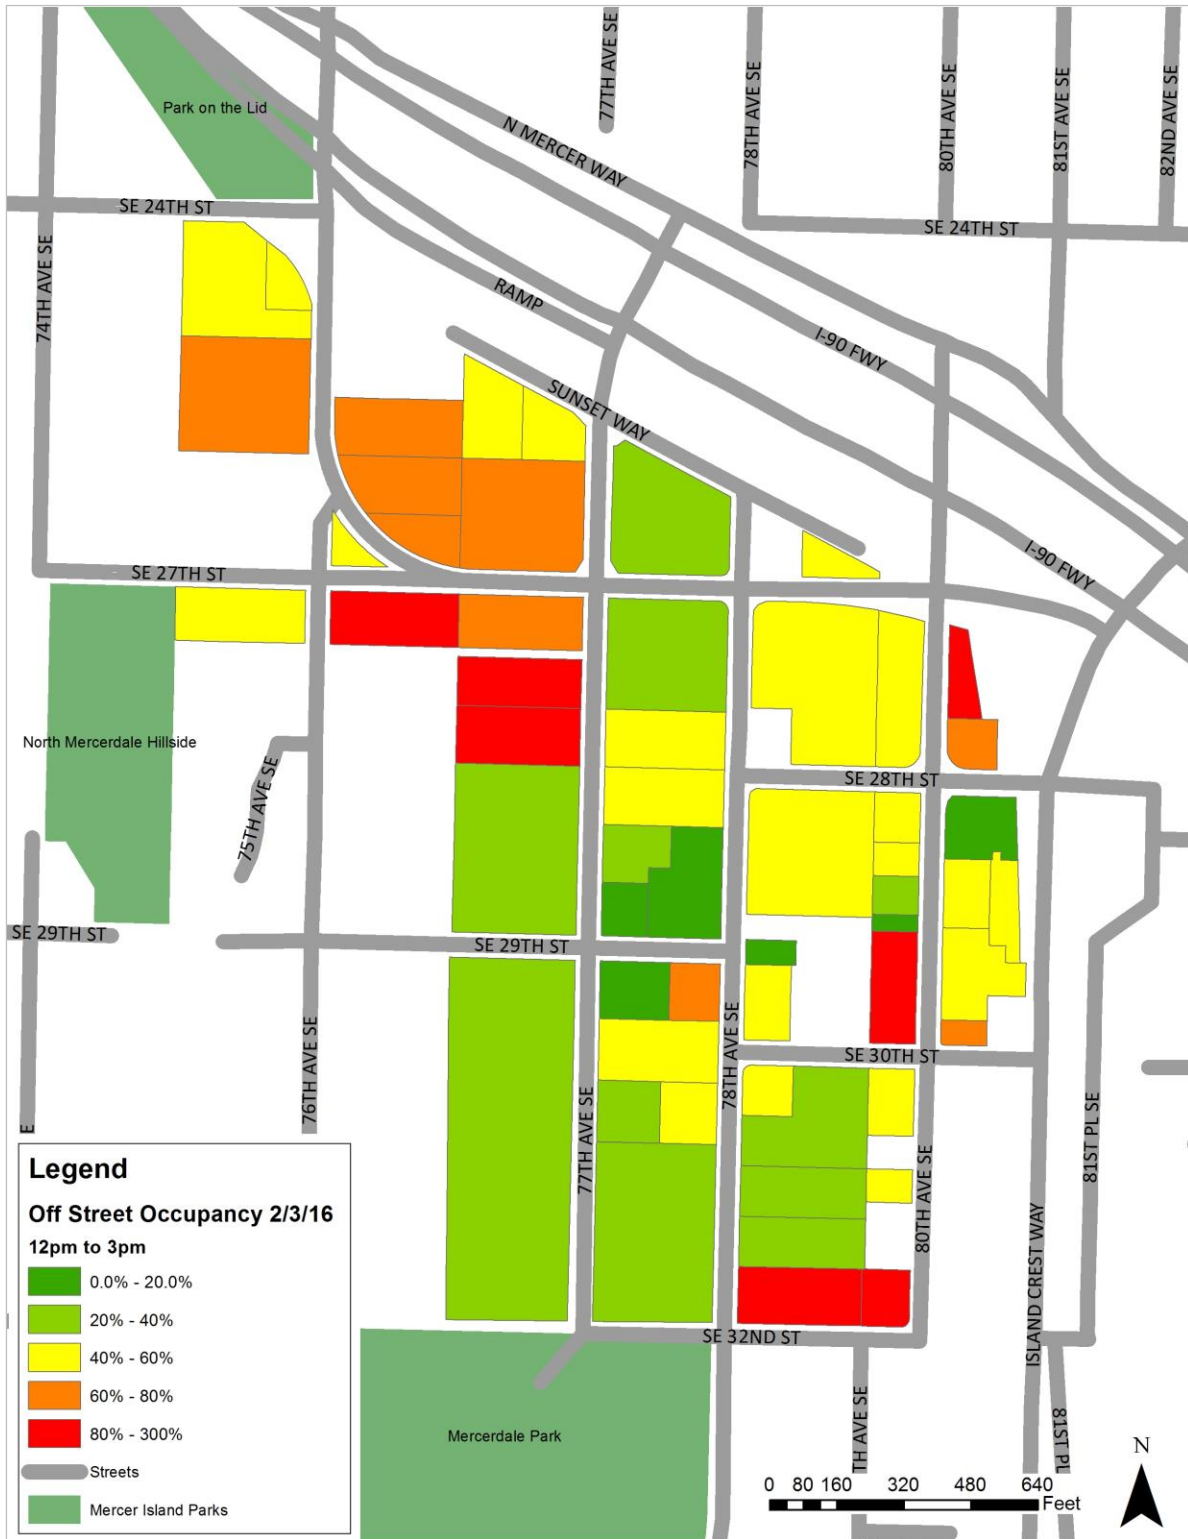 77TH AVE SE
78TH AVE SE
80TH AVE SE
81ST AVE SE
82ND AVE SE
Park on the Lid
N MERCER WAY
SE 24TH ST
SE 24TH ST
74TH AVE SE
RAMP
I-90 FWY
SUNSET WAY
I-90 FWY
SE 27TH ST
North Mercerdale Hillside
75TH AVE SE
SE 28TH ST
SE 29TH ST
SE 29TH ST
76TH AVE SE
78TH AVE SE
SE 30TH ST
77TH AVE SE
80TH AVE SE
81ST PL SE
ISLAND CREST WAY
E
SE 32ND ST
Mercerdale Park
TH AVE SE
81ST PL
Legend
Off Street Occupancy 2/3/16
12pm to 3pm
0.0% - 20.0%
20% - 40%
40% - 60%
60% - 80%
80% - 300%
Streets
Mercer Island Parks
N
0 80 160 320 480 640
Feet